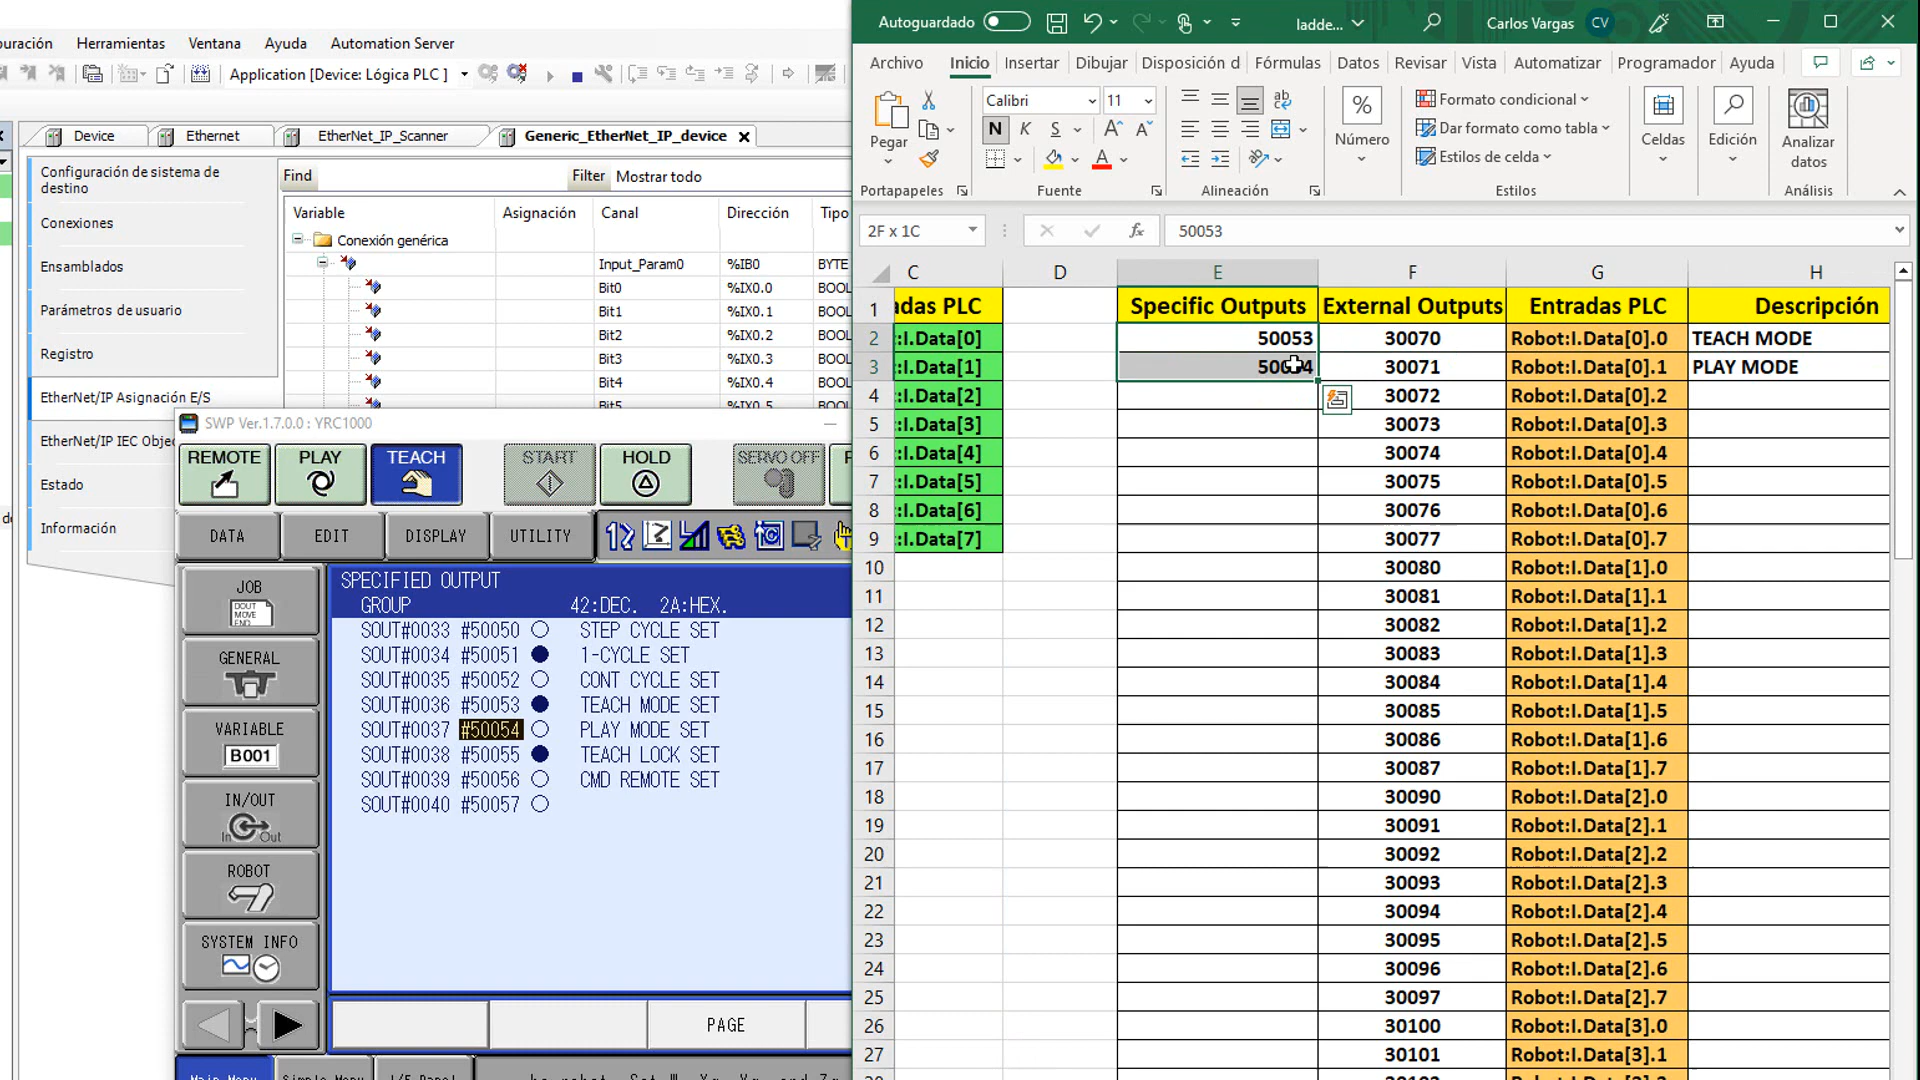 uración Herramientas Ventana Ayuda Automation Server
Application [Device: Lógica PLC ]
Device Ethernet EtherNet_IP_Scanner Generic_EtherNet_IP_device
Configuración de sistema de destino
Conexiones
Ensamblados
Parámetros de usuario
Registro
EtherNet/IP Asignación E/S
EtherNet/IP IEC Objec
Estado
Información
Find Filter Mostrar todo
Variable Asignación Canal Dirección Tipo
Conexión genérica
Input_Param0 %IB0 BYTE
Bit0 %IX0.0 BOOL
Bit1 %IX0.1 BOOL
Bit2 %IX0.2 BOOL
Bit3 %IX0.3 BOOL
Bit4 %IX0.4 BOOL
Bit5 %IX0.5 BOOL
SWP Ver.1.7.0.0 : YRC1000
REMOTE PLAY TEACH START HOLD SERVO OFF
DATA EDIT DISPLAY UTILITY
JOB
DOUT
MOVE
END
GENERAL
VARIABLE
B001
IN/OUT
In Out
ROBOT
SYSTEM INFO
SPECIFIED OUTPUT
GROUP 42:DEC. 2A:HEX.
SOUT#0033 #50050 STEP CYCLE SET
SOUT#0034 #50051 1-CYCLE SET
SOUT#0035 #50052 CONT CYCLE SET
SOUT#0036 #50053 TEACH MODE SET
SOUT#0037 #50054 PLAY MODE SET
SOUT#0038 #50055 TEACH LOCK SET
SOUT#0039 #50056 CMD REMOTE SET
SOUT#0040 #50057
PAGE
Main Menu Simple Menu
Autoguardado ladde... Carlos Vargas CV
Archivo Inicio Insertar Dibujar Disposición d Fórmulas Datos Revisar Vista Automatizar Programador Ayuda
Pegar
Portapapeles
Calibri 11
N K S
Fuente
Alineación
% Número
Formato condicional
Dar formato como tabla
Estilos de celda
Estilos
Celdas
Edición
Analizar datos
Análisis
2F x 1C fx 50053
C D E F G H
1 adas PLC Specific Outputs External Outputs Entradas PLC Descripción
2 :I.Data[0] 50053 30070 Robot:I.Data[0].0 TEACH MODE
3 :I.Data[1] 50054 30071 Robot:I.Data[0].1 PLAY MODE
4 :I.Data[2] 30072 Robot:I.Data[0].2
5 :I.Data[3] 30073 Robot:I.Data[0].3
6 :I.Data[4] 30074 Robot:I.Data[0].4
7 :I.Data[5] 30075 Robot:I.Data[0].5
8 :I.Data[6] 30076 Robot:I.Data[0].6
9 :I.Data[7] 30077 Robot:I.Data[0].7
10 30080 Robot:I.Data[1].0
11 30081 Robot:I.Data[1].1
12 30082 Robot:I.Data[1].2
13 30083 Robot:I.Data[1].3
14 30084 Robot:I.Data[1].4
15 30085 Robot:I.Data[1].5
16 30086 Robot:I.Data[1].6
17 30087 Robot:I.Data[1].7
18 30090 Robot:I.Data[2].0
19 30091 Robot:I.Data[2].1
20 30092 Robot:I.Data[2].2
21 30093 Robot:I.Data[2].3
22 30094 Robot:I.Data[2].4
23 30095 Robot:I.Data[2].5
24 30096 Robot:I.Data[2].6
25 30097 Robot:I.Data[2].7
26 30100 Robot:I.Data[3].0
27 30101 Robot:I.Data[3].1